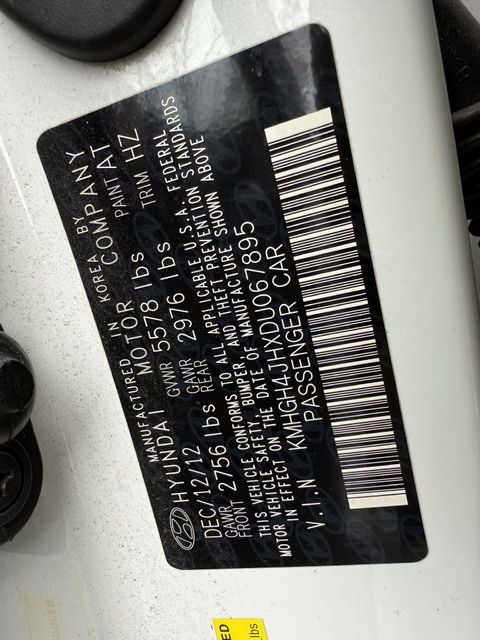 MANUFACTURED IN KOREA BY
HYUNDAI MOTOR COMPANY
DEC/12/12 GVWR 5578 lbs PAINT AT
GAWR FRONT 2756 lbs GAWR REAR 2976 lbs TRIM HZ
THIS VEHICLE CONFORMS TO ALL APPLICABLE U.S.A. FEDERAL
MOTOR VEHICLE SAFETY, BUMPER AND THEFT PREVENTION STANDARDS
IN EFFECT ON THE DATE OF MANUFACTURE SHOWN ABOVE
V.I.N KMHGH4JHXDU067895
PASSENGER CAR
ED
lbs